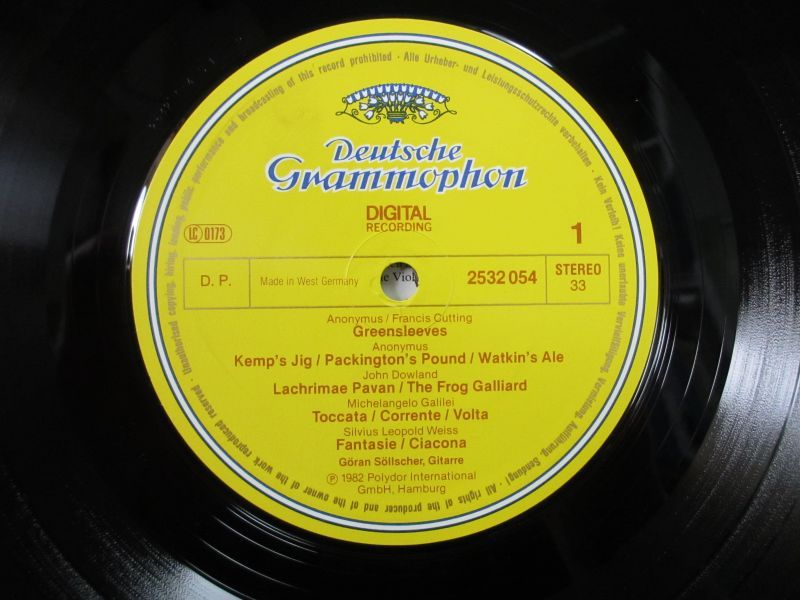 Deutsche
Grammophon
DIGITAL
RECORDING
LC 0173
1
D. P.
Made in West Germany
2532 054
STEREO
33
e Viol
Anonymus / Francis Cutting
Greensleeves
Anonymus
Kemp's Jig / Packington's Pound / Watkin's Ale
John Dowland
Lachrimae Pavan / The Frog Galliard
Michelangelo Galilei
Toccata / Corrente / Volta
Silvius Leopold Weiss
Fantasie / Ciacona
Göran Söllscher, Gitarre
Ⓟ 1982 Polydor International
GmbH, Hamburg
· Alle Urheber- und Leistungsschutzrechte vorbehalten · Kein Verleih! Keine unerlaubte Vervielfältigung, Vermietung, Aufführung, Sendung! · All rights of the producer and of the owner of the work reproduced reserved · Unauthorised copying, hiring, lending, public performance and broadcasting of this record prohibited